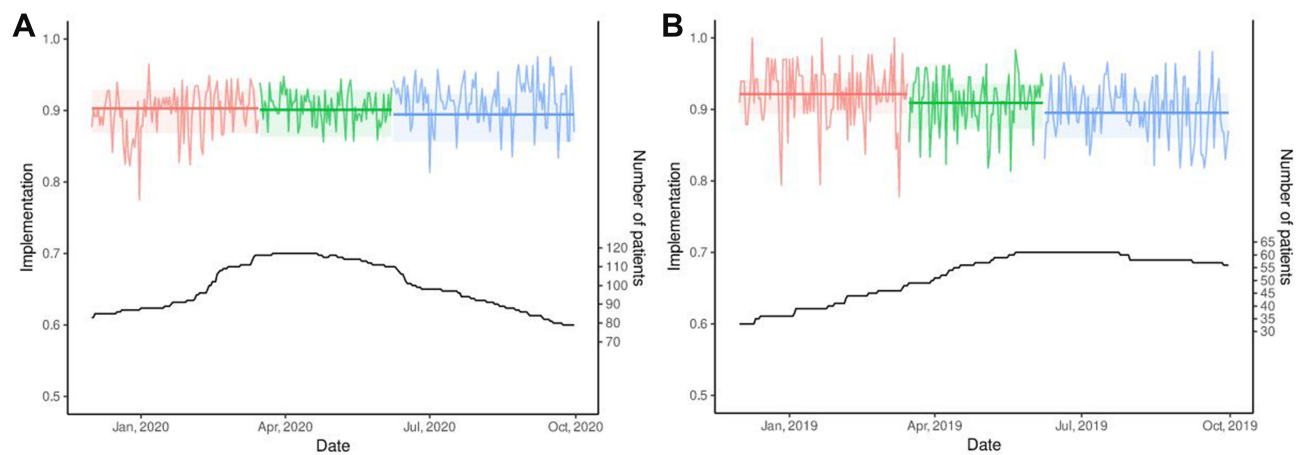 A
1.0
0.9
0.8
0.7
0.6
0.5
Implementation
120
110
100
90
80
70
Number of patients
Jan, 2020
Apr, 2020
Jul, 2020
Oct, 2020
Date
B
1.0
0.9
0.8
0.7
0.6
0.5
Implementation
65
60
55
50
45
40
35
30
Number of patients
Jan, 2019
Apr, 2019
Jul, 2019
Oct, 2019
Date